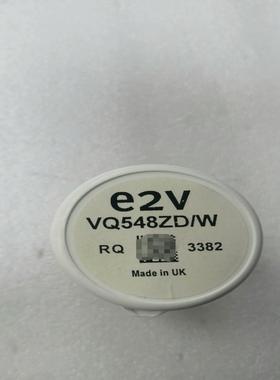 e2v
VQ548ZD/W
RQ 3382
Made in UK